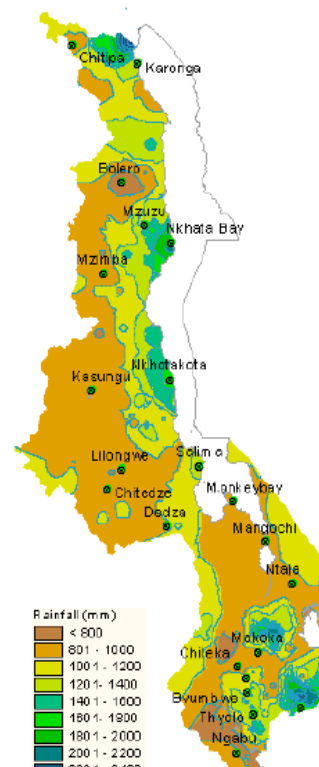 Chitipa
Karonga
Bolero
Mzuzu
Nkhata Bay
Mzimba
Nkhotakota
Kasungu
Salima
Lilongwe
Monkeybay
Chitedze
Dedza
Mangochi
Ntaja
Rainfall (mm)
< 800
801 - 1000
1001 - 1200
1201 - 1400
1401 - 1600
1601 - 1800
1801 - 2000
2001 - 2200
Makoka
Chileka
Bvumbwe
Thyolo
Ngabu